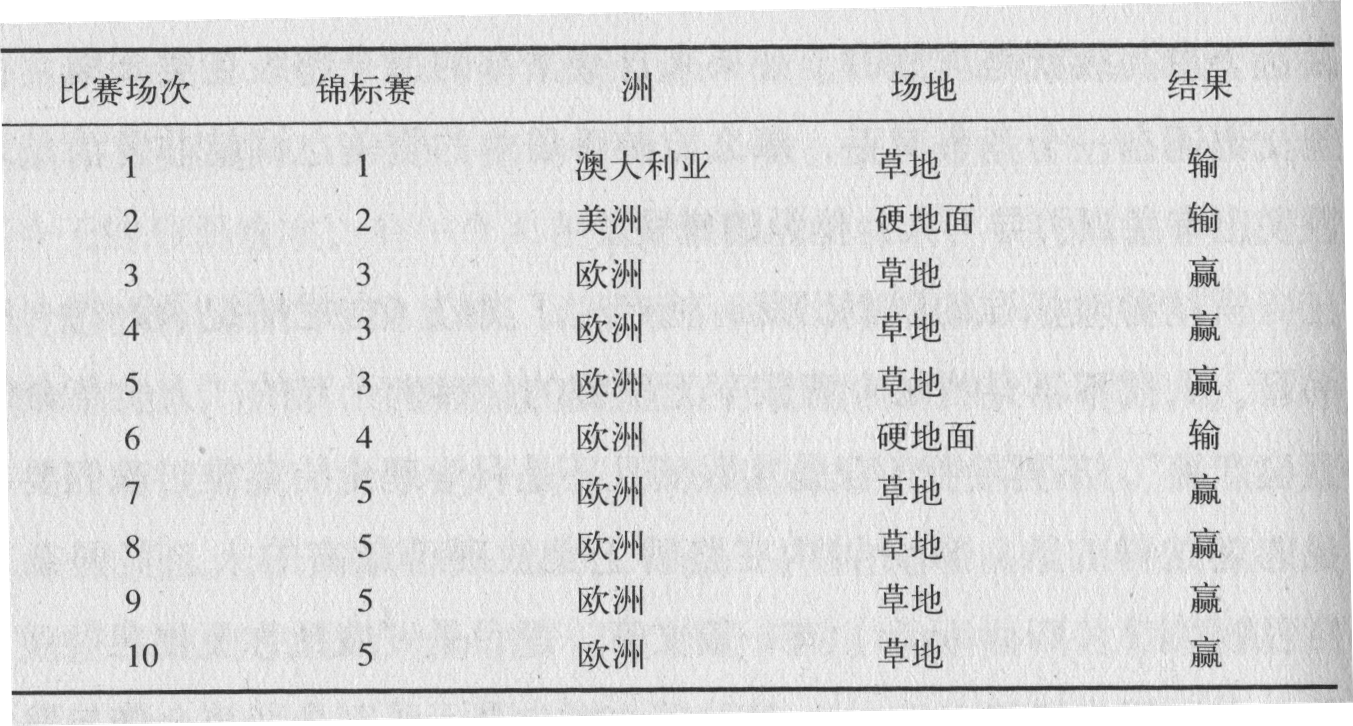 比赛场次 锦标赛 洲 场地 结果
1 1 澳大利亚 草地 输
2 2 美洲 硬地面 输
3 3 欧洲 草地 赢
4 3 欧洲 草地 赢
5 3 欧洲 草地 赢
6 4 欧洲 硬地面 输
7 5 欧洲 草地 赢
8 5 欧洲 草地 赢
9 5 欧洲 草地 赢
10 5 欧洲 草地 赢